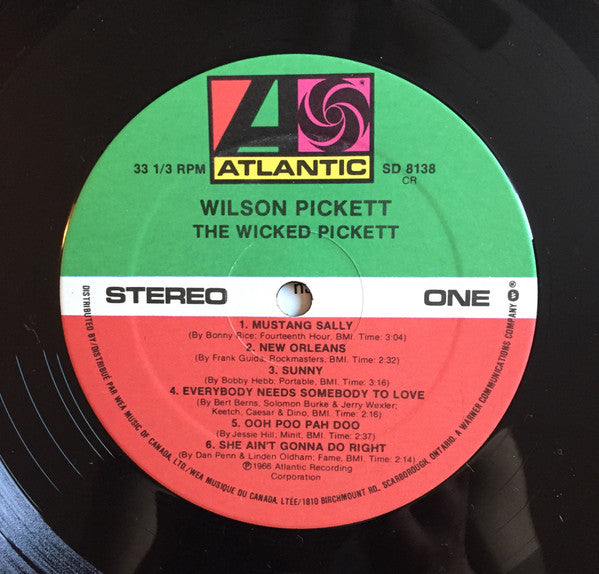 33 1/3 RPM ATLANTIC SD 8138
CR
WILSON PICKETT
THE WICKED PICKETT
STEREO ONE
1. MUSTANG SALLY
(By Bonny Rice; Fourteenth Hour, BMI. Time: 3:04)
2. NEW ORLEANS
(By Frank Guida; Rockmasters, BMI. Time: 2:32)
3. SUNNY
(By Bobby Hebb; Portable, BMI. Time: 3:16)
4. EVERYBODY NEEDS SOMEBODY TO LOVE
(By Bert Berns, Solomon Burke & Jerry Wexler;
Keetch, Caesar & Dino, BMI. Time: 2:16)
5. OOH POO PAH DOO
(By Jessie Hill; Minit, BMI. Time: 2:37)
6. SHE AIN'T GONNA DO RIGHT
(By Dan Penn & Linden Oldham; Fame, BMI. Time: 2:14)
Ⓟ1966 Atlantic Recording
Corporation
DISTRIBUTED BY/DISTRIBUÉ PAR WEA MUSIC OF CANADA, LTD./WEA MUSIQUE DU CANADA, LTÉE/1810 BIRCHMOUNT RD., SCARBOROUGH, ONTARIO. A WARNER COMMUNICATIONS COMPANY